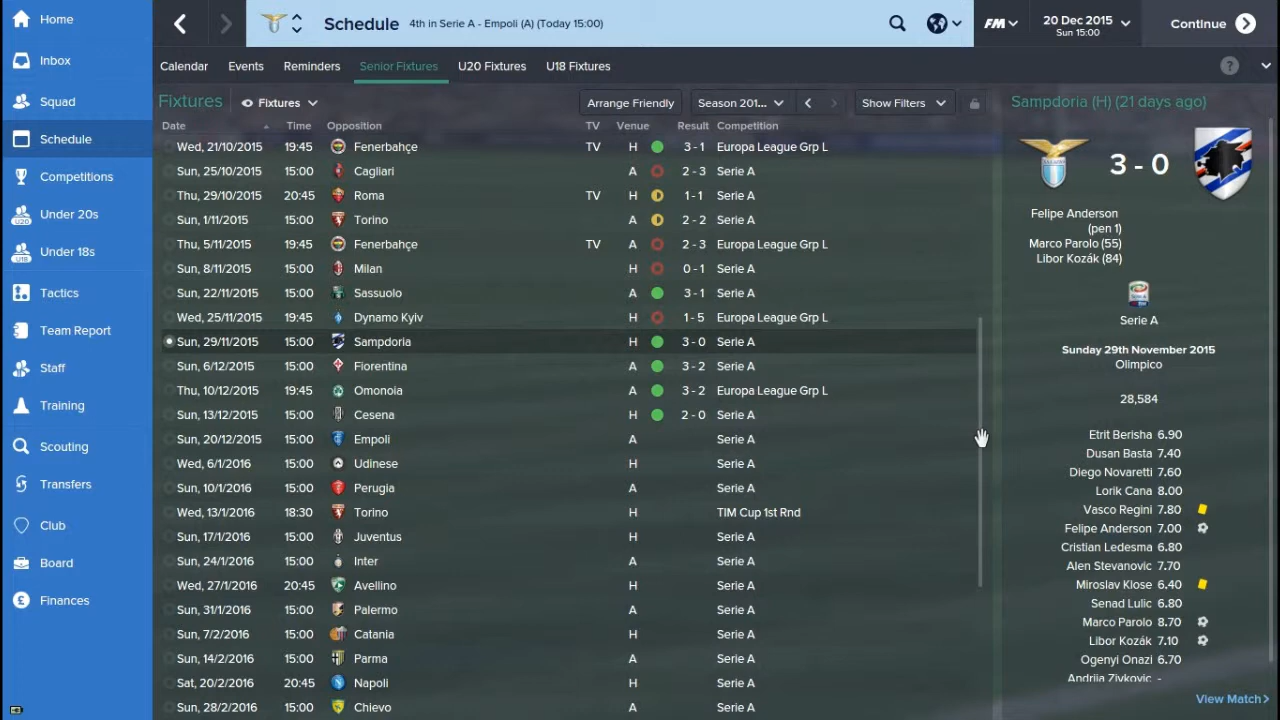 Home
Inbox
Squad
Schedule
Competitions
Under 20s
Under 18s
Tactics
Team Report
Staff
Training
Scouting
Transfers
Club
Board
Finances
Schedule 4th in Serie A - Empoli (A) (Today 15:00)
FM
20 Dec 2015
Sun 15:00
Continue
Calendar Events Reminders Senior Fixtures U20 Fixtures U18 Fixtures
?
Fixtures Fixtures Arrange Friendly Season 201... Show Filters
Date Time Opposition TV Venue Result Competition
Wed, 21/10/2015 19:45 Fenerbahçe TV H 3 - 1 Europa League Grp L
Sun, 25/10/2015 15:00 Cagliari A 2 - 3 Serie A
Thu, 29/10/2015 20:45 Roma TV H 1 - 1 Serie A
Sun, 1/11/2015 15:00 Torino A 2 - 2 Serie A
Thu, 5/11/2015 19:45 Fenerbahçe TV A 2 - 3 Europa League Grp L
Sun, 8/11/2015 15:00 Milan H 0 - 1 Serie A
Sun, 22/11/2015 15:00 Sassuolo A 3 - 1 Serie A
Wed, 25/11/2015 19:45 Dynamo Kyiv H 1 - 5 Europa League Grp L
Sun, 29/11/2015 15:00 Sampdoria H 3 - 0 Serie A
Sun, 6/12/2015 15:00 Fiorentina A 3 - 2 Serie A
Thu, 10/12/2015 19:45 Omonoia A 3 - 2 Europa League Grp L
Sun, 13/12/2015 15:00 Cesena H 2 - 0 Serie A
Sun, 20/12/2015 15:00 Empoli A Serie A
Wed, 6/1/2016 15:00 Udinese H Serie A
Sun, 10/1/2016 15:00 Perugia A Serie A
Wed, 13/1/2016 18:30 Torino H TIM Cup 1st Rnd
Sun, 17/1/2016 15:00 Juventus H Serie A
Sun, 24/1/2016 15:00 Inter A Serie A
Wed, 27/1/2016 20:45 Avellino H Serie A
Sun, 31/1/2016 15:00 Palermo A Serie A
Sun, 7/2/2016 15:00 Catania H Serie A
Sun, 14/2/2016 15:00 Parma A Serie A
Sat, 20/2/2016 20:45 Napoli H Serie A
Sun, 28/2/2016 15:00 Chievo A Serie A
Sampdoria (H) (21 days ago)
3 - 0
Felipe Anderson
(pen 1)
Marco Parolo (55)
Libor Kozák (84)
Serie A
Sunday 29th November 2015
Olimpico
28,584
Etrit Berisha 6.90
Dusan Basta 7.40
Diego Novaretti 7.60
Lorik Cana 8.00
Vasco Regini 7.80
Felipe Anderson 7.00
Cristian Ledesma 6.80
Alen Stevanovic 7.70
Miroslav Klose 6.40
Senad Lulic 6.80
Marco Parolo 8.70
Libor Kozák 7.10
Ogenyi Onazi 6.70
Andrija Zivkovic -
View Match